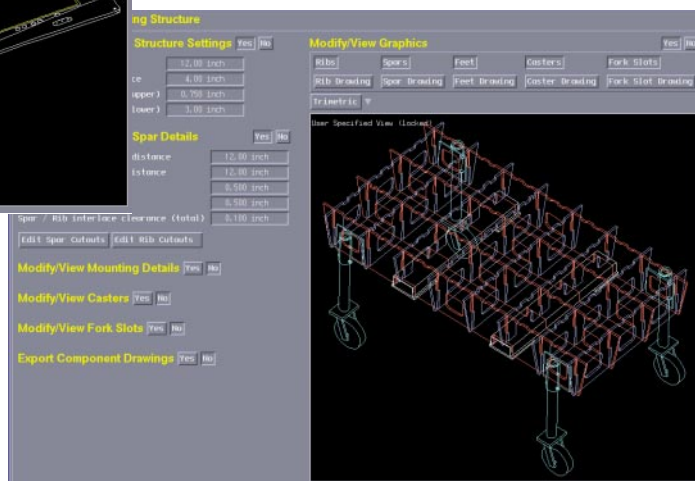 ng Structure
Structure Settings Yes No
12.00 inch
ce 4.00 inch
upper) 0.750 inch
lower) 3.00 inch
Spar Details Yes No
distance 12.00 inch
istance 12.00 inch
0.500 inch
0.500 inch
Spar / Rib interlace clearance (total) 0.100 inch
Edit Spar Cutouts Edit Rib Cutouts
Modify/View Mounting Details Yes No
Modify/View Casters Yes No
Modify/View Fork Slots Yes No
Export Component Drawings Yes No
Modify/View Graphics Yes No
Ribs Spars Feet Casters Fork Slots
Rib Drawing Spar Drawing Feet Drawing Caster Drawing Fork Slot Drawing
Trimetric
User Specified View (locked)